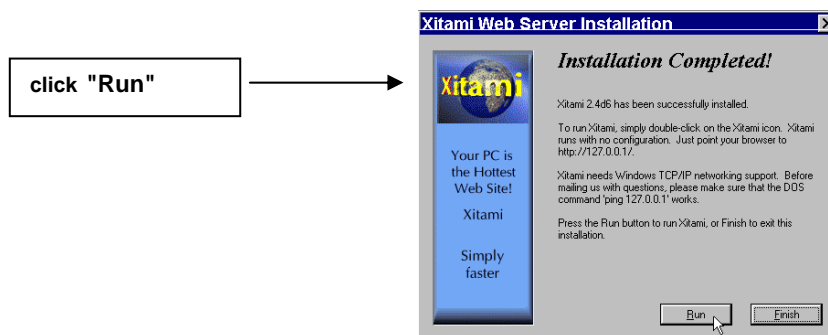 click "Run"
Xitami Web Server Installation
Xitami
Your PC is
the Hottest
Web Site!
Xitami
Simply
faster
Installation Completed!
Xitami 2.4d6 has been successfully installed.
To run Xitami, simply double-click on the Xitami icon. Xitami
runs with no configuration. Just point your browser to
http://127.0.0.1/.
Xitami needs Windows TCP/IP networking support. Before
mailing us with questions, please make sure that the DOS
command 'ping 127.0.0.1' works.
Press the Run button to run Xitami, or Finish to exit this
installation.
Run
Finish